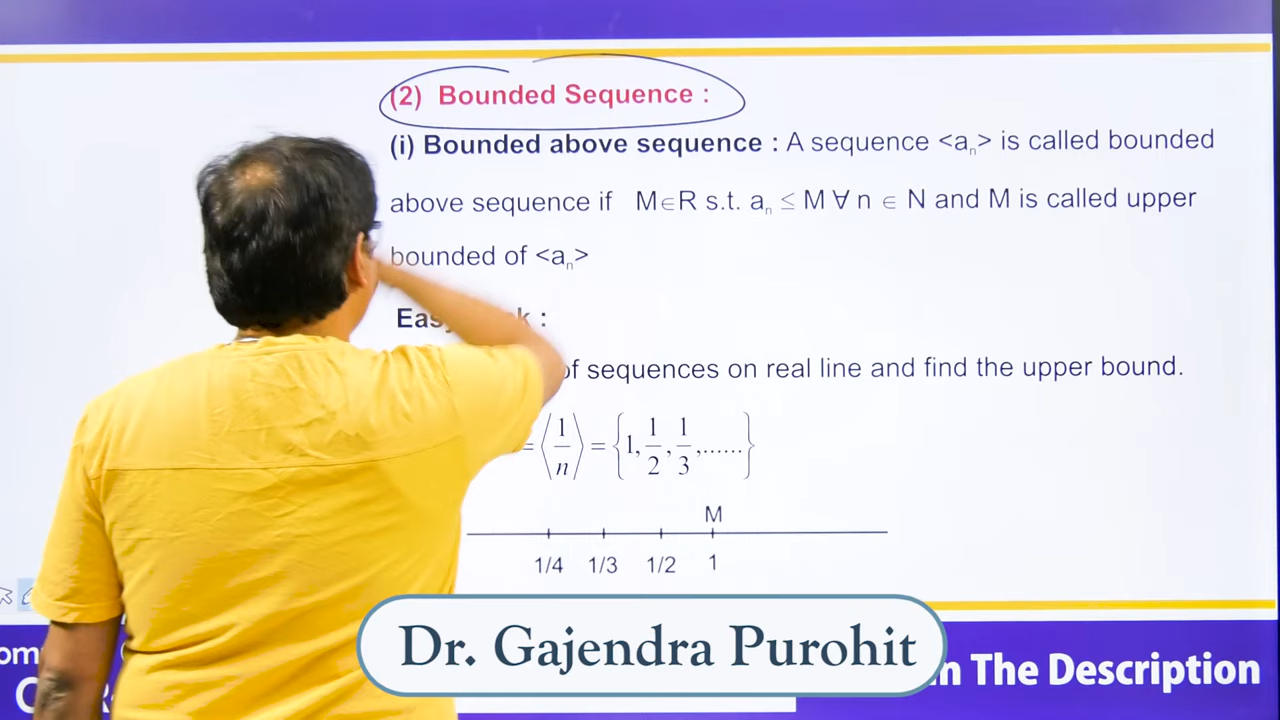 (2) Bounded Sequence :
(i) Bounded above sequence : A sequence <aₙ> is called bounded
above sequence if M∈R s.t. aₙ ≤ M ∀ n ∈ N and M is called upper
bounded of <aₙ>
:
of sequences on real line and find the upper bound.
= ⟨1/n⟩ = {1, 1/2, 1/3, ......}
M
1/4 1/3 1/2 1
Dr. Gajendra Purohit
The Description